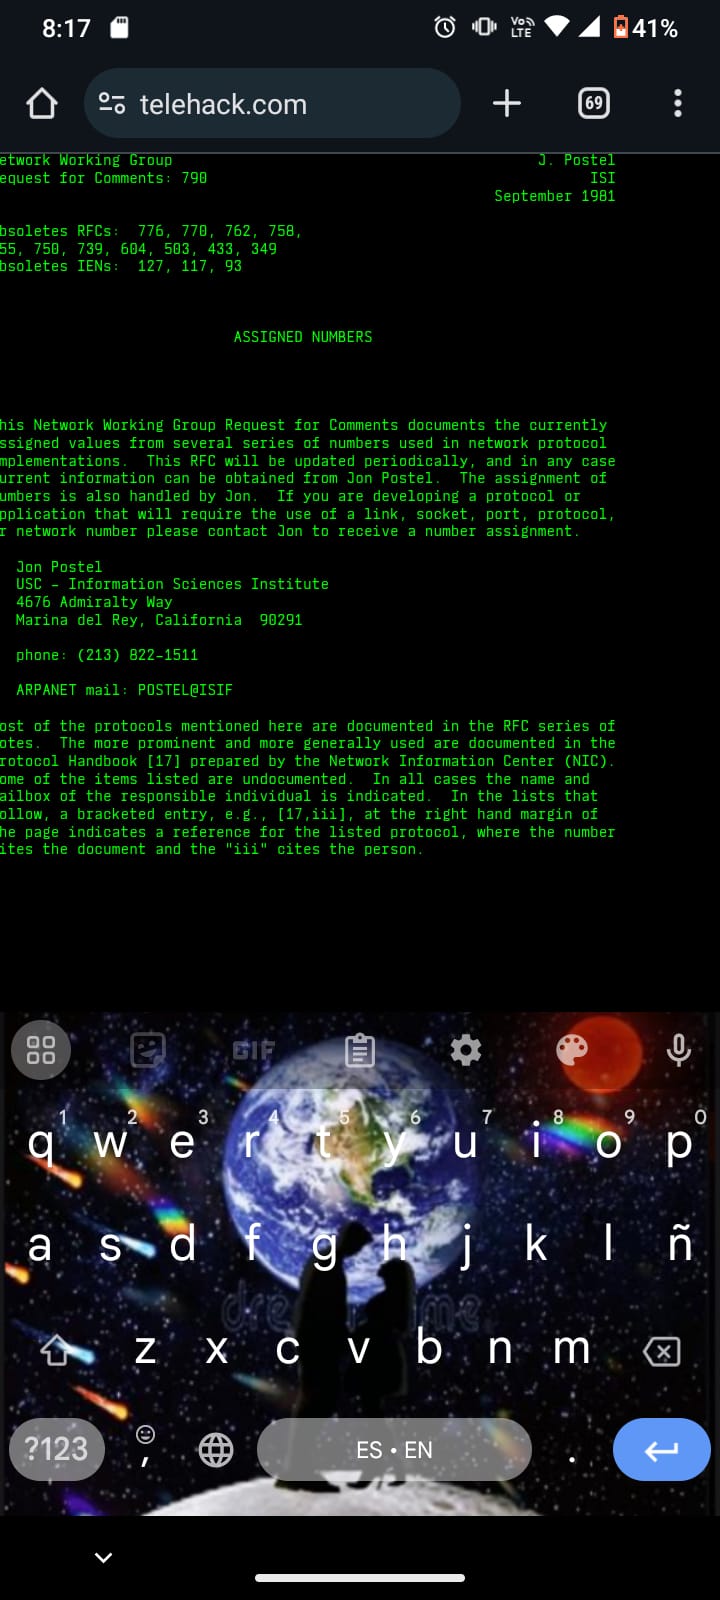 8:17
Vo LTE
41%
telehack.com
69
etwork Working Group J. Postel
equest for Comments: 790 ISI
September 1981
bsoletes RFCs: 776, 770, 762, 758,
55, 750, 739, 604, 503, 433, 349
bsoletes IENs: 127, 117, 93
ASSIGNED NUMBERS
his Network Working Group Request for Comments documents the currently
ssigned values from several series of numbers used in network protocol
mplementations. This RFC will be updated periodically, and in any case
urrent information can be obtained from Jon Postel. The assignment of
umbers is also handled by Jon. If you are developing a protocol or
pplication that will require the use of a link, socket, port, protocol,
r network number please contact Jon to receive a number assignment.
Jon Postel
USC - Information Sciences Institute
4676 Admiralty Way
Marina del Rey, California 90291
phone: (213) 822-1511
ARPANET mail: POSTEL@ISIF
ost of the protocols mentioned here are documented in the RFC series of
otes. The more prominent and more generally used are documented in the
rotocol Handbook [17] prepared by the Network Information Center (NIC).
ome of the items listed are undocumented. In all cases the name and
ailbox of the responsible individual is indicated. In the lists that
ollow, a bracketed entry, e.g., [17,iii], at the right hand margin of
he page indicates a reference for the listed protocol, where the number
ites the document and the "iii" cites the person.
GIF
1 2 3 4 5 6 7 8 9 0
q w e r t y u i o p
a s d f g h j k l ñ
z x c v b n m
?123 , ES • EN .